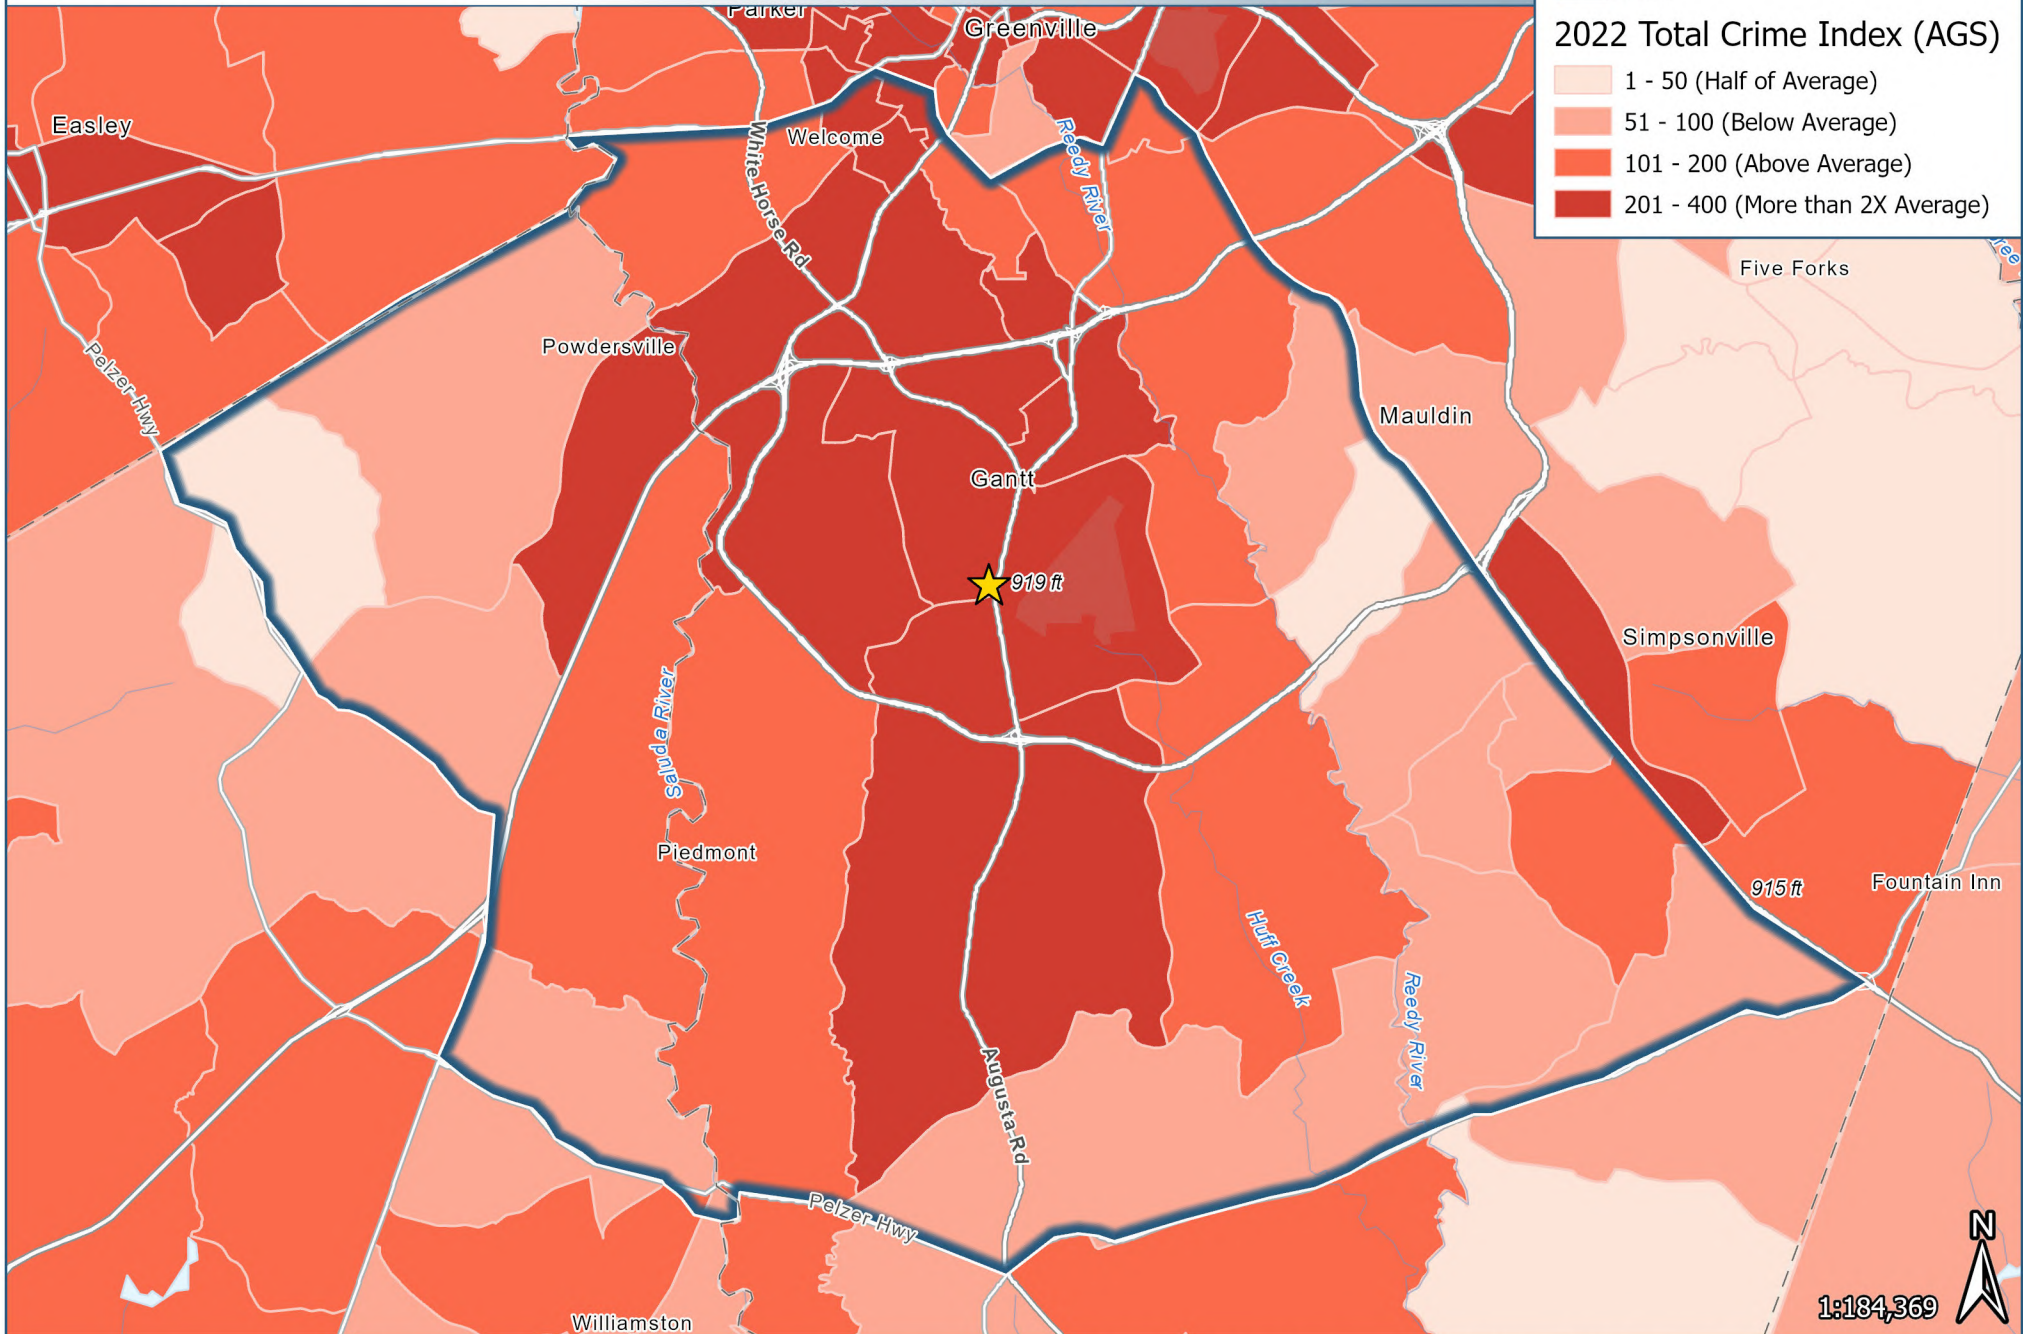 2022 Total Crime Index (AGS)
1 - 50 (Half of Average)
51 - 100 (Below Average)
101 - 200 (Above Average)
201 - 400 (More than 2X Average)
Parker
Greenville
Easley
Welcome
White Horse Rd
Reedy River
Five Forks
Powdersville
Pelzer Hwy
Mauldin
Gantt
919 ft
Simpsonville
Saluda River
Piedmont
915 ft
Fountain Inn
Huff Creek
Reedy River
Augusta Rd
Pelzer Hwy
Williamston
N
1:184,369